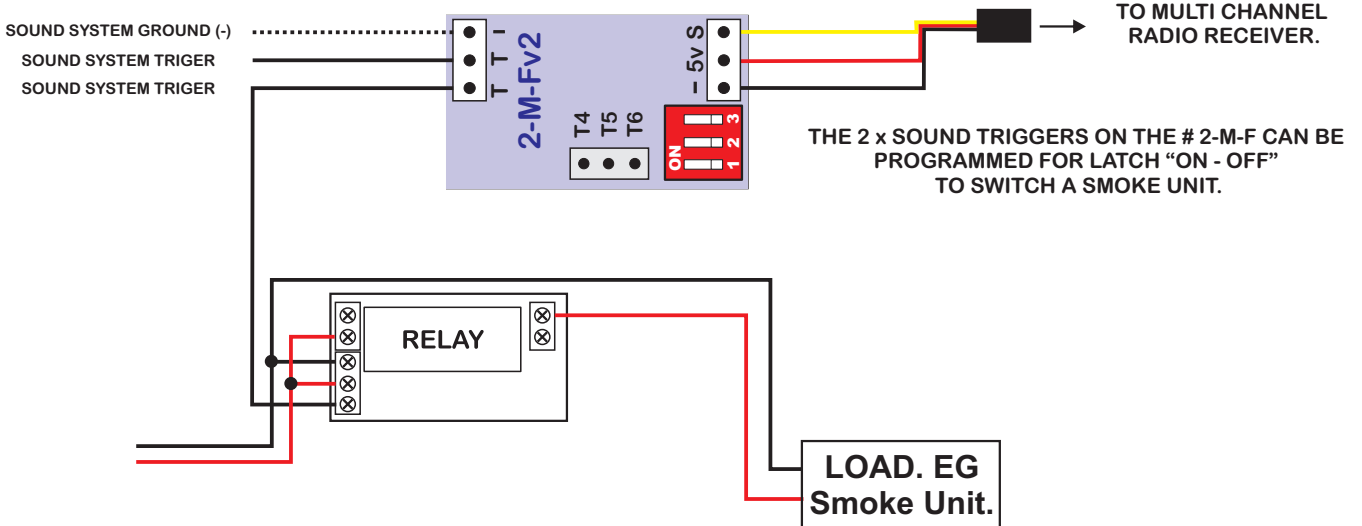 SOUND SYSTEM GROUND (-)
SOUND SYSTEM TRIGER
SOUND SYSTEM TRIGER
– T T
2-M-Fv2
T4
T5
T6
– 5v S
ON
1 2 3
TO MULTI CHANNEL
RADIO RECEIVER.
THE 2 x SOUND TRIGGERS ON THE # 2-M-F CAN BE
PROGRAMMED FOR LATCH “ON - OFF”
TO SWITCH A SMOKE UNIT.
RELAY
LOAD. EG
Smoke Unit.